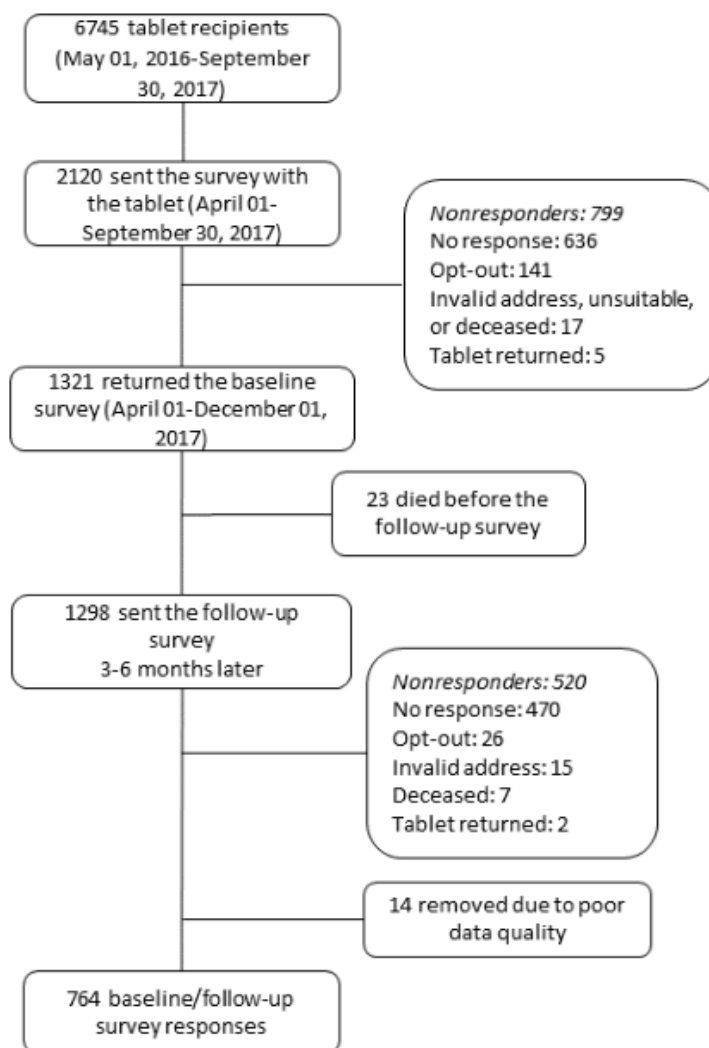 6745 tablet recipients
(May 01, 2016-September
30, 2017)
2120 sent the survey with
the tablet (April 01-
September 30, 2017)
Nonresponders: 799
No response: 636
Opt-out: 141
Invalid address, unsuitable,
or deceased: 17
Tablet returned: 5
1321 returned the baseline
survey (April 01-December 01,
2017)
23 died before the
follow-up survey
1298 sent the follow-up
survey
3-6 months later
Nonresponders: 520
No response: 470
Opt-out: 26
Invalid address: 15
Deceased: 7
Tablet returned: 2
14 removed due to poor
data quality
764 baseline/follow-up
survey responses